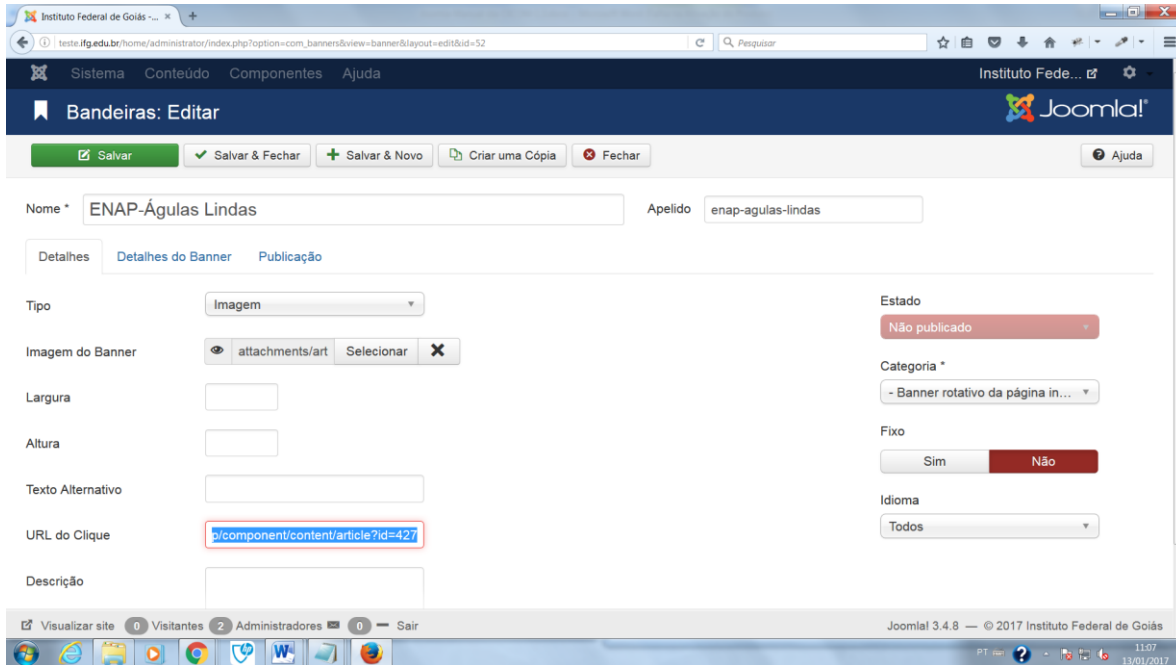 Instituto Federal de Goiás -... ×
teste.ifg.edu.br/home/administrator/index.php?option=com_banners&view=banner&layout=edit&id=52
Pesquisar
Sistema Conteúdo Componentes Ajuda
Instituto Fede...
Bandeiras: Editar
Joomla!®
Salvar
Salvar & Fechar
Salvar & Novo
Criar uma Cópia
Fechar
Ajuda
Nome * ENAP-Águlas Lindas
Apelido enap-agulas-lindas
Detalhes Detalhes do Banner Publicação
Tipo Imagem
Imagem do Banner attachments/art Selecionar
Largura
Altura
Texto Alternativo
URL do Clique p/component/content/article?id=427
Descrição
Estado
Não publicado
Categoria *
- Banner rotativo da página in...
Fixo
Sim Não
Idioma
Todos
Visualizar site 0 Visitantes 2 Administradores 0 Sair
Joomla! 3.4.8 — © 2017 Instituto Federal de Goiás
PT
11:07
13/01/2017